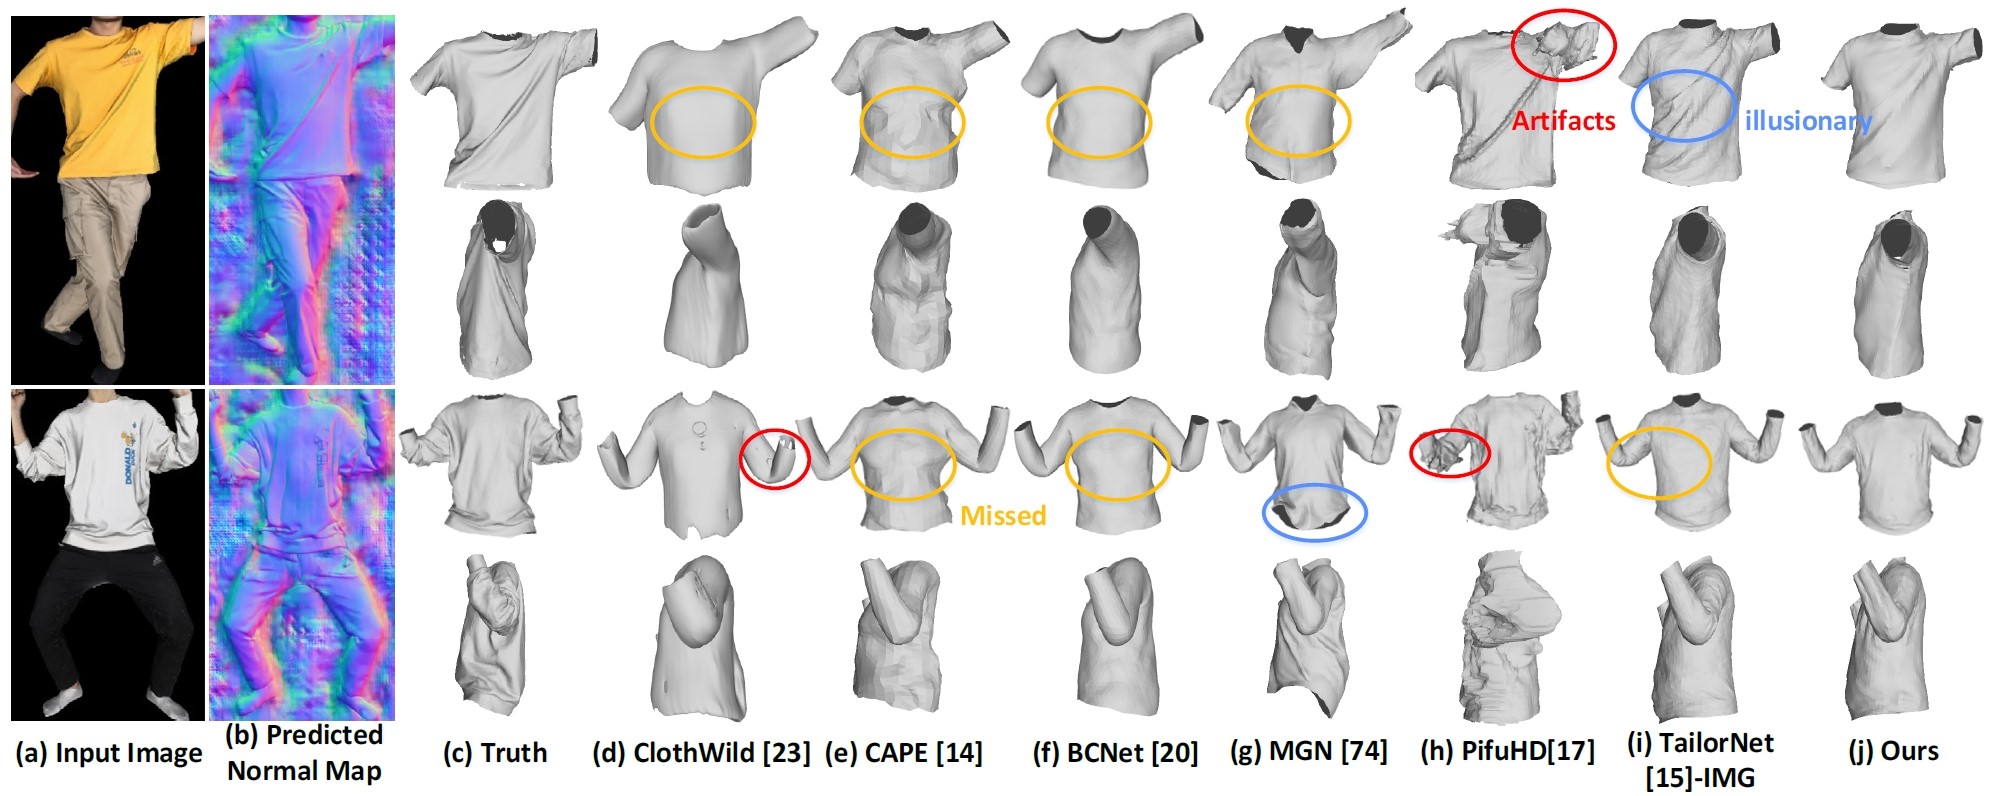 Artifacts
illusionary
DONALD
Missed
(a) Input Image
(b) Predicted
Normal Map
(c) Truth
(d) ClothWild [23]
(e) CAPE [14]
(f) BCNet [20]
(g) MGN [74]
(h) PifuHD[17]
(i) TailorNet
[15]-IMG
(j) Ours